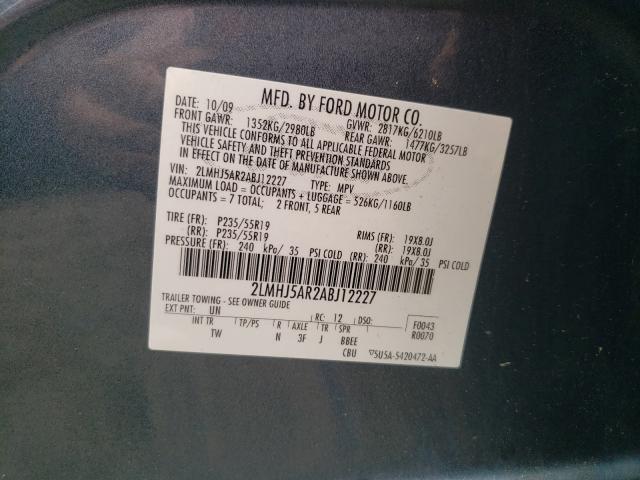 MFD. BY FORD MOTOR CO.
DATE: 10/09 GVWR: 2817KG/6210LB
FRONT GAWR: 1352KG/2980LB REAR GAWR: 1477KG/3257LB
THIS VEHICLE CONFORMS TO ALL APPLICABLE FEDERAL MOTOR
VEHICLE SAFETY AND THEFT PREVENTION STANDARDS
IN EFFECT ON THE DATE OF MANUFACTURE SHOWN ABOVE.
VIN: 2LMHJ5AR2ABJ12227 TYPE: MPV
MAXIMUM LOAD = OCCUPANTS + LUGGAGE = 526KG/1160LB
OCCUPANTS = 7 TOTAL; 2 FRONT, 5 REAR
TIRE (FR): P235/55R19 RIMS (FR): 19X8.0J
(RR): P235/55R19 (RR): 19X8.0J
PRESSURE (FR): 240 kPa/ 35 PSI COLD (RR): 240 kPa/ 35 PSI COLD
2LMHJ5AR2ABJ12227
TRAILER TOWING - SEE OWNER GUIDE
EXT PNT: UN RC: 12 DSO: F0043
R0070
INT TR TP/PS R AXLE TR SPR
TW N 3F J BBEE
CBU 5U5A-5420472-AA